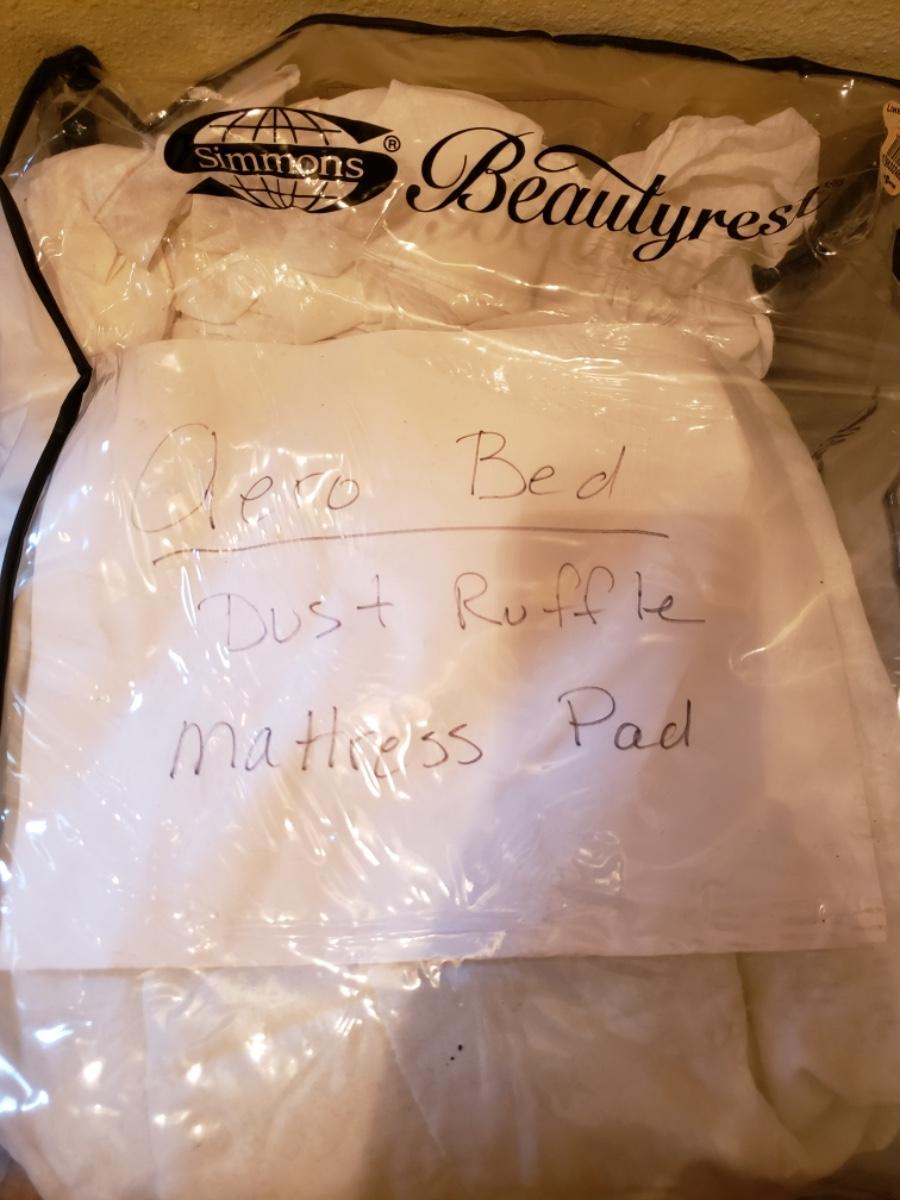 Simmons® Beautyrest
Aero Bed
Dust Ruffle
Mattress Pad